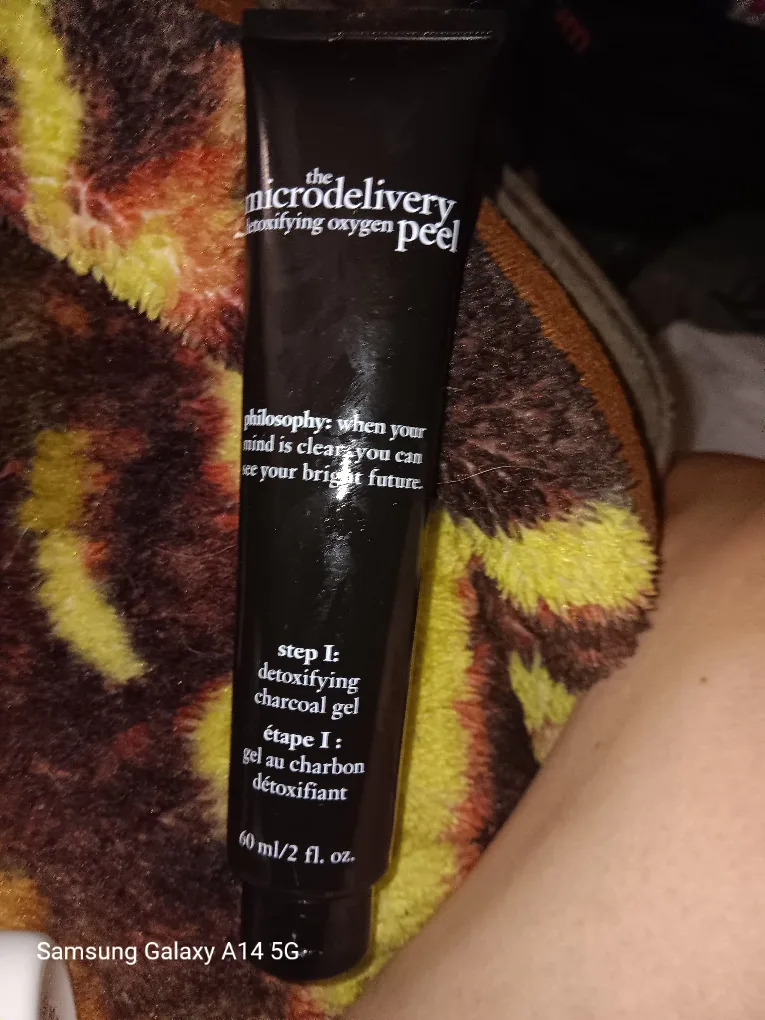 the
microdelivery
detoxifying oxygen peel
philosophy: when your
mind is clear, you can
see your bright future.
step I:
detoxifying
charcoal gel
étape I :
gel au charbon
détoxifiant
60 ml/2 fl. oz.
Samsung Galaxy A14 5G